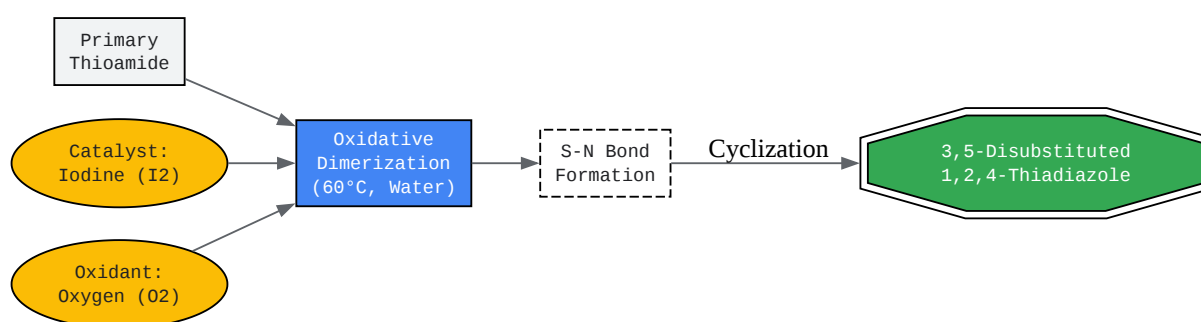 Primary
Thioamide
Catalyst:
Iodine (I2)
Oxidant:
Oxygen (O2)
Oxidative
Dimerization
(60°C, Water)
S-N Bond
Formation
Cyclization
3,5-Disubstituted
1,2,4-Thiadiazole